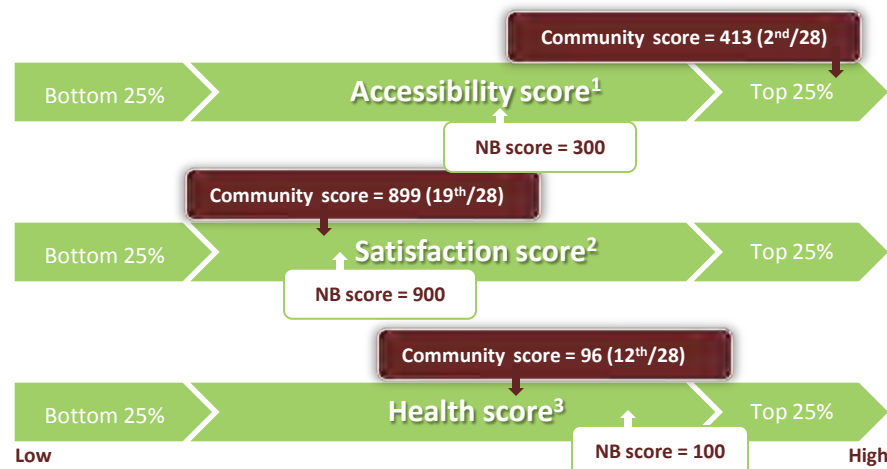 Community score = 413 (2nd/28)
Bottom 25% Accessibility score1 Top 25%
NB score = 300
Community score = 899 (19th/28)
Bottom 25% Satisfaction score2 Top 25%
NB score = 900
Community score = 96 (12th/28)
Bottom 25% Health score3 Top 25%
Low NB score = 100 High